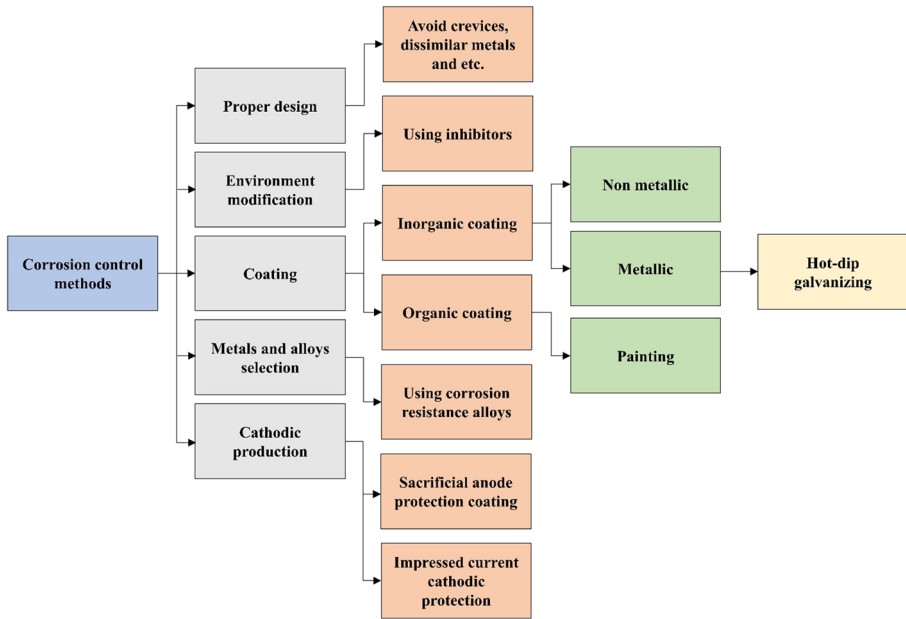 Corrosion control
methods
Proper design
Environment
modification
Coating
Metals and alloys
selection
Cathodic
production
Avoid crevices,
dissimilar metals
and etc.
Using inhibitors
Inorganic coating
Organic coating
Using corrosion
resistance alloys
Sacrificial anode
protection coating
Impressed current
cathodic
protection
Non metallic
Metallic
Painting
Hot-dip
galvanizing